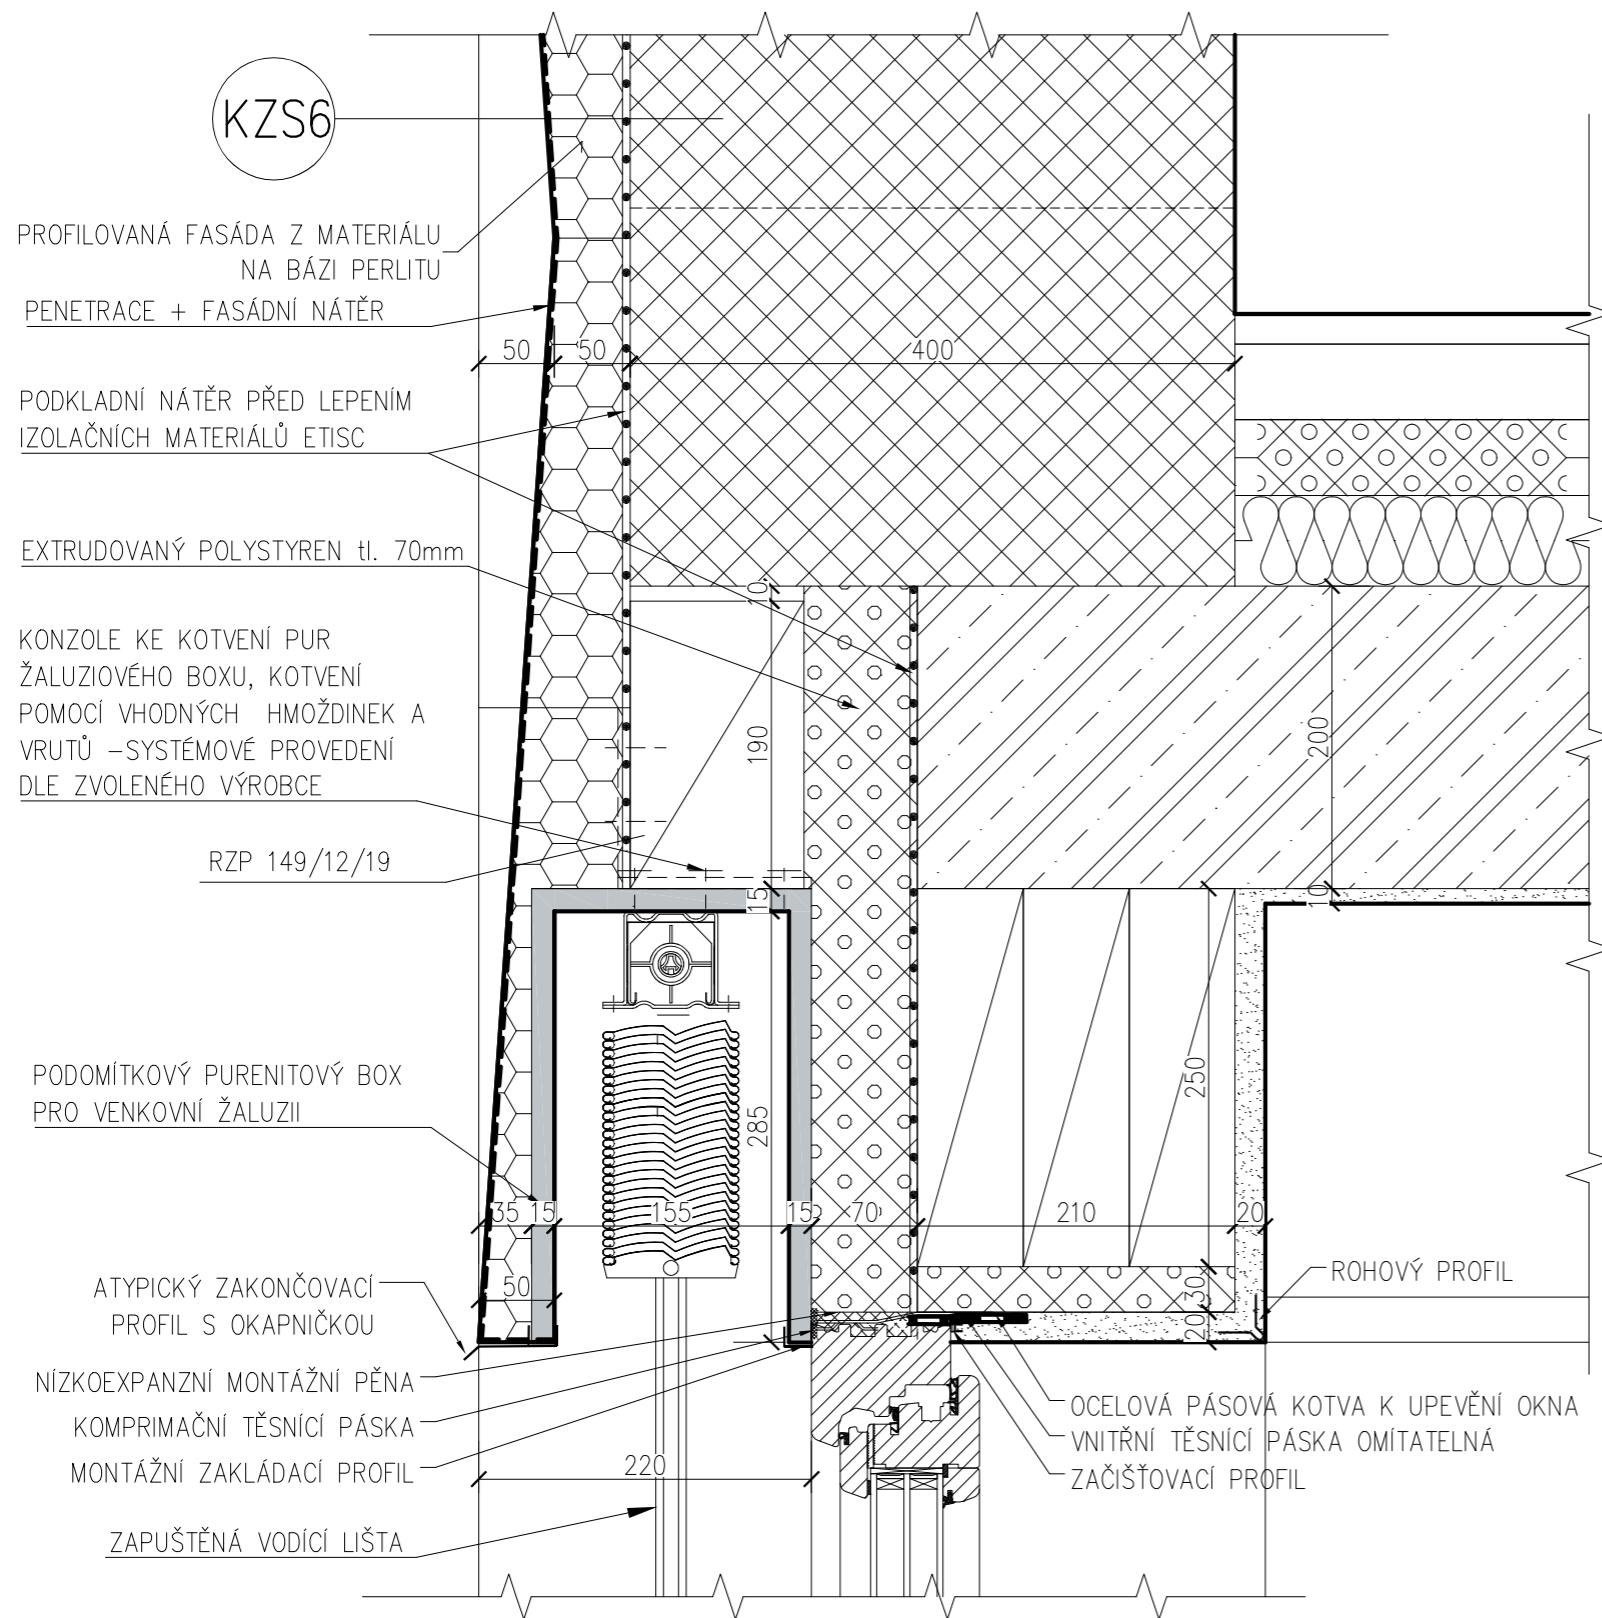 KZS6
PROFILOVANÁ FASÁDA Z MATERIÁLU
NA BÁZI PERLITU
PENETRACE + FASÁDNÍ NÁTĚR
50
50
400
PODKLADNÍ NÁTĚR PŘED LEPENÍM
IZOLAČNÍCH MATERIÁLŮ ETISC
EXTRUDOVANÝ POLYSTYREN tl. 70mm
10
KONZOLE KE KOTVENÍ PUR
ŽALUZIOVÉHO BOXU, KOTVENÍ
POMOCÍ VHODNÝCH HMOŽDINEK A
VRUTŮ -SYSTÉMOVÉ PROVEDENÍ
DLE ZVOLENÉHO VÝROBCE
190
200
RZP 149/12/19
15
10
250
285
PODOMÍTKOVÝ PURENITOVÝ BOX
PRO VENKOVNÍ ŽALUZII
35
15
155
15
70
210
20
ATYPICKÝ ZAKONČOVACÍ
PROFIL S OKAPNIČKOU
50
30
20
ROHOVÝ PROFIL
NÍZKOEXPANZNÍ MONTÁŽNÍ PĚNA
KOMPRIMAČNÍ TĚSNÍCÍ PÁSKA
MONTÁŽNÍ ZAKLÁDACÍ PROFIL
OCELOVÁ PÁSOVÁ KOTVA K UPEVĚNÍ OKNA
VNITŘNÍ TĚSNÍCÍ PÁSKA OMÍTATELNÁ
ZAČIŠŤOVACÍ PROFIL
220
ZAPUŠTĚNÁ VODÍCÍ LIŠTA